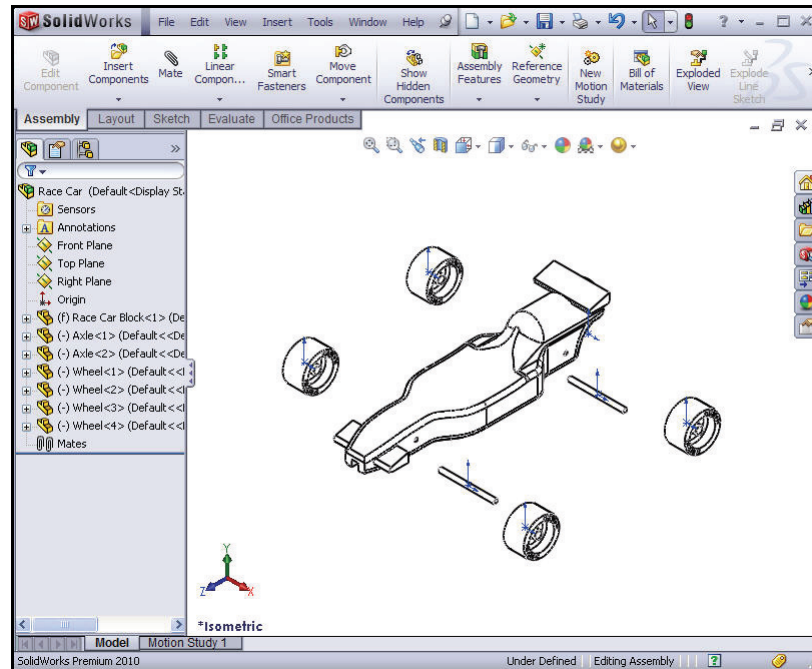 SolidWorks File Edit View Insert Tools Window Help ?
Edit Component
Insert Components
Mate
Linear Compon...
Smart Fasteners
Move Component
Show Hidden Components
Assembly Features
Reference Geometry
New Motion Study
Bill of Materials
Exploded View
Explode Line Sketch
Assembly Layout Sketch Evaluate Office Products
Race Car (Default<Display Sta
Sensors
Annotations
Front Plane
Top Plane
Right Plane
Origin
(f) Race Car Block<1> (De
(-) Axle<1> (Default<<De
(-) Axle<2> (Default<<De
(-) Wheel<1> (Default<<I
(-) Wheel<2> (Default<<I
(-) Wheel<3> (Default<<I
(-) Wheel<4> (Default<<I
Mates
Y
Z X
*Isometric
Model Motion Study 1
SolidWorks Premium 2010 Under Defined Editing Assembly ?